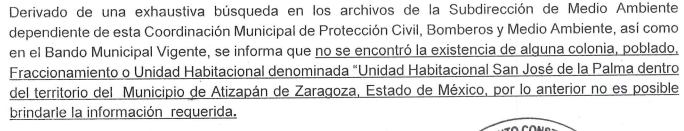 Derivado de una exhaustiva búsqueda en los archivos de la Subdirección de Medio Ambiente
dependiente de esta Coordinación Municipal de Protección Civil, Bomberos y Medio Ambiente, así como
en el Bando Municipal Vigente, se informa que no se encontró la existencia de alguna colonia, poblado,
Fraccionamiento o Unidad Habitacional denominada “Unidad Habitacional San José de la Palma dentro
del territorio del Municipio de Atizapán de Zaragoza, Estado de México, por lo anterior no es posible
brindarle la información requerida.